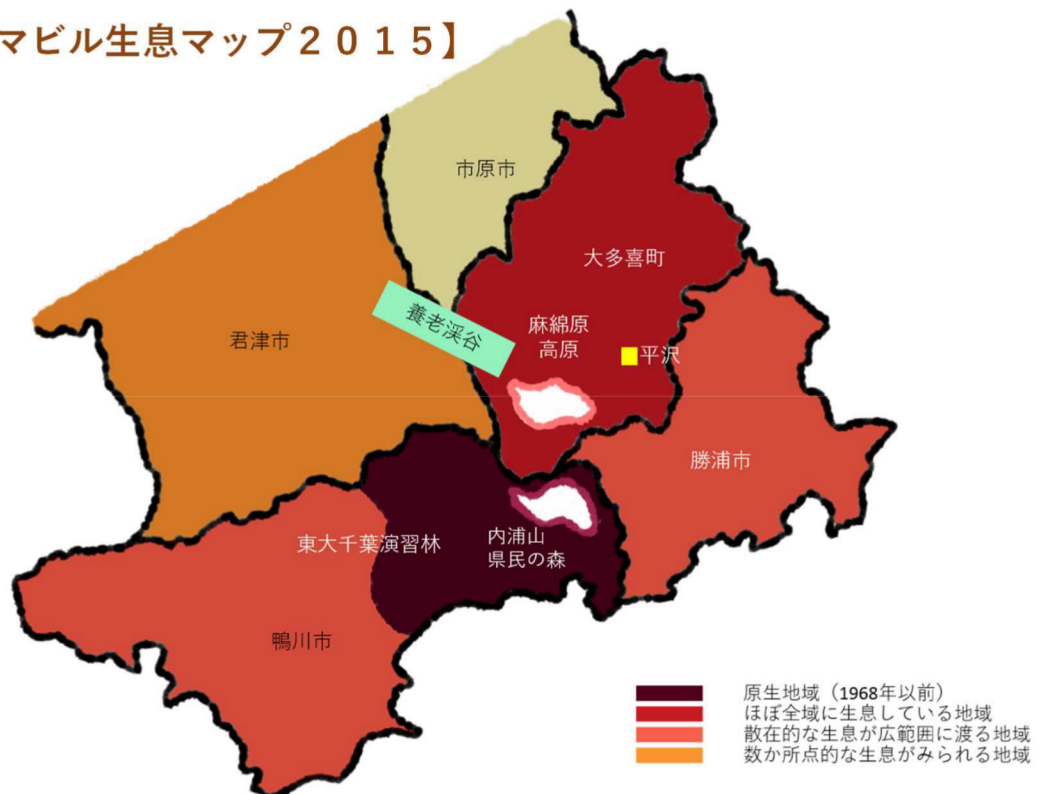 マビル生息マップ2015】
市原市
大多喜町
養老渓谷
麻綿原
高原
平沢
君津市
勝浦市
東大千葉演習林
内浦山
県民の森
鴨川市
原生地域（1968年以前）
ほぼ全域に生息している地域
散在的な生息が広範囲に渡る地域
数か所点的な生息がみられる地域